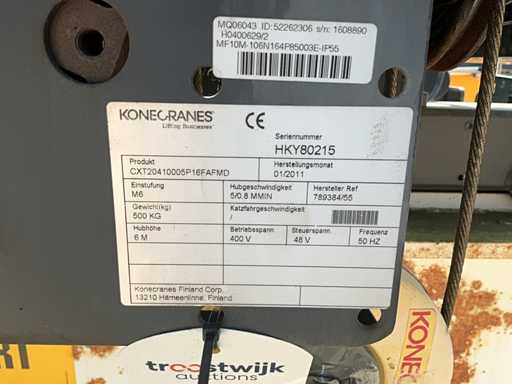 MQ06043 ID:52262306 s/n: 1608890
H0400629/2
MF10M-106N164P85003E-IP55
KONECRANES
Lifting Businesses
CE
Seriennummer
HKY80215
Produkt
CXT20410005P16FAFMD
Herstellungsmonat
01/2011
Einstufung
M6
Hubgeschwindigkeit
5/0.8 MMIN
Hersteller Ref
789384/55
Gewicht(kg)
500 KG
Katzfahrgeschwindigkeit
/
Hubhöhe
6 M
Betriebsspann
400 V
Steuerspann
48 V
Frequenz
50 HZ
Konecranes Finland Corp.
13210 Hämeenlinna, Finland
troostwijk
auctions
KONEC
RT